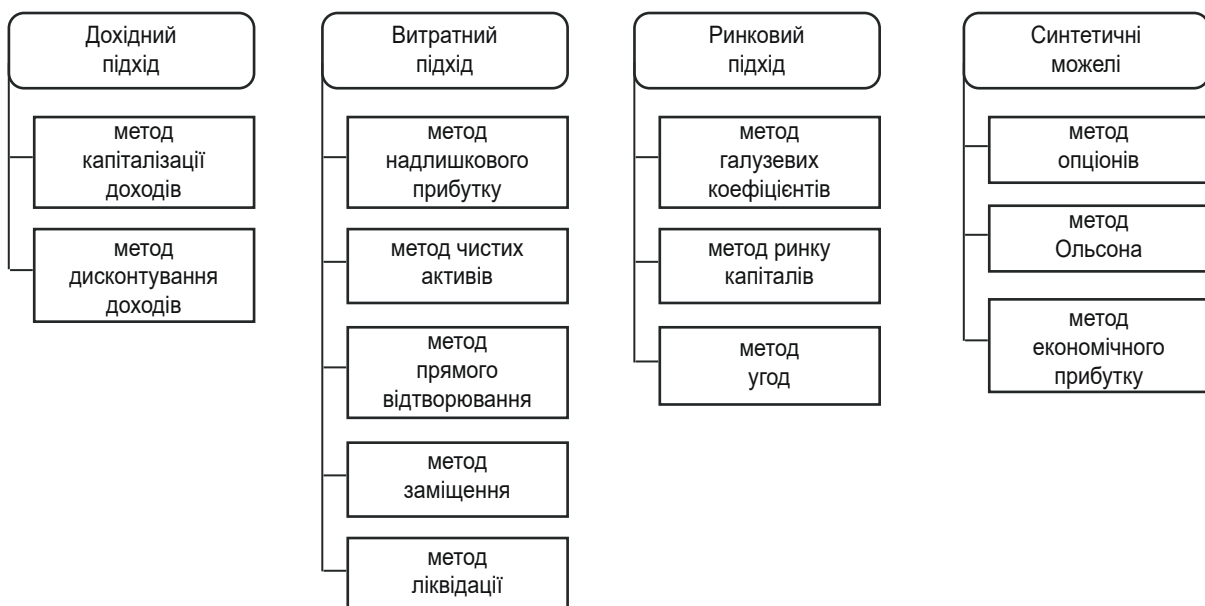 Дохідний
підхід
метод
капіталізації
доходів
метод
дисконтування
доходів
Витратний
підхід
метод
надлишкового
прибутку
метод чистих
активів
метод
прямого
відтворювання
метод
заміщення
метод
ліквідації
Ринковий
підхід
метод
галузевих
коефіцієнтів
метод ринку
капіталів
метод
угод
Синтетичні
можелі
метод
опціонів
метод
Ольсона
метод
економічного
прибутку